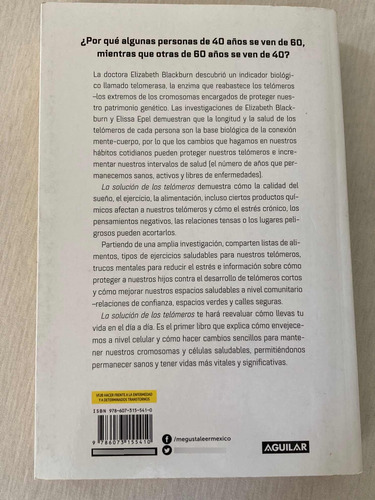 ¿Por qué algunas personas de 40 años se ven de 60,
mientras que otras de 60 años se ven de 40?
La doctora Elizabeth Blackburn descubrió un indicador biológi-
co llamado telomerasa, la enzima que reabastece los telómeros
–los extremos de los cromosomas encargados de proteger nues-
tro patrimonio genético. Las investigaciones de Elizabeth Black-
burn y Elissa Epel demuestran que la longitud y la salud de los
telómeros de cada persona son la base biológica de la conexión
mente-cuerpo, por lo que los cambios que hagamos en nuestros
hábitos cotidianos pueden proteger nuestros telómeros e incre-
mentar nuestros intervalos de salud (el número de años que per-
manecemos sanos, activos y libres de enfermedades).
La solución de los telómeros demuestra cómo la calidad del
sueño, el ejercicio, la alimentación, incluso ciertos productos quí-
micos afectan a nuestros telómeros y cómo el estrés crónico, los
pensamientos negativos, las relaciones tensas o los lugares peli-
grosos pueden acortarlos.
Partiendo de una amplia investigación, comparten listas de ali-
mentos, tipos de ejercicios saludables para nuestros telómeros,
trucos mentales para reducir el estrés e información sobre cómo
proteger a nuestros hijos contra el desarrollo de telómeros cortos
y cómo mejorar nuestros espacios saludables a nivel comunitario
–relaciones de confianza, espacios verdes y calles seguras.
La solución de los telómeros te hará reevaluar cómo llevas tu
vida en el día a día. Es el primer libro que explica cómo envejece-
mos a nivel celular y cómo hacer cambios sencillos para mante-
ner nuestros cromosomas y células saludables, permitiéndonos
permanecer sanos y tener vidas más vitales y significativas.
VFJB HACER FRENTE A LA ENFERMEDAD
Y A DETERMINADOS TRASTORNOS
ISBN 978-607-315-541-0
9 786073 155410
/megustaleermexico
AGUILAR